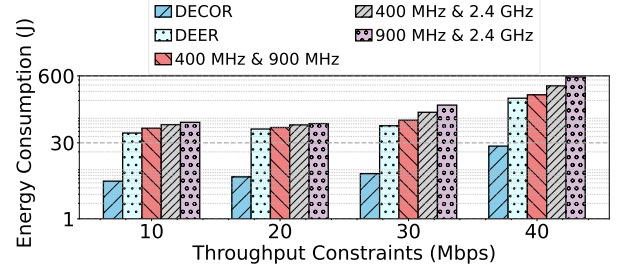 DECOR
DEER
400 MHz & 900 MHz
400 MHz & 2.4 GHz
900 MHz & 2.4 GHz
Energy Consumption (J)
600
30
1
10 20 30 40
Throughput Constraints (Mbps)